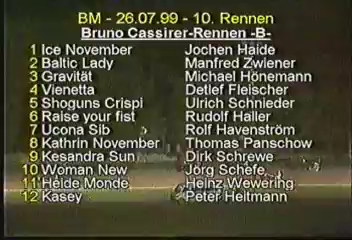 BM - 26.07.99 - 10. Rennen
Bruno Cassirer-Rennen -B-
1 Ice November Jochen Haide
2 Baltic Lady Manfred Zwiener
3 Gravität Michael Hönemann
4 Vienetta Detlef Fleischer
5 Shoguns Crispi Ulrich Schnieder
6 Raise your fist Rudolf Haller
7 Ucona Sib Rolf Havenström
8 Kathrin November Thomas Panschow
9 Kesandra Sun Dirk Schrewe
10 Woman New Jörg Schefe
11 Heide Monde Heinz Wewering
12 Kasey Peter Heitmann